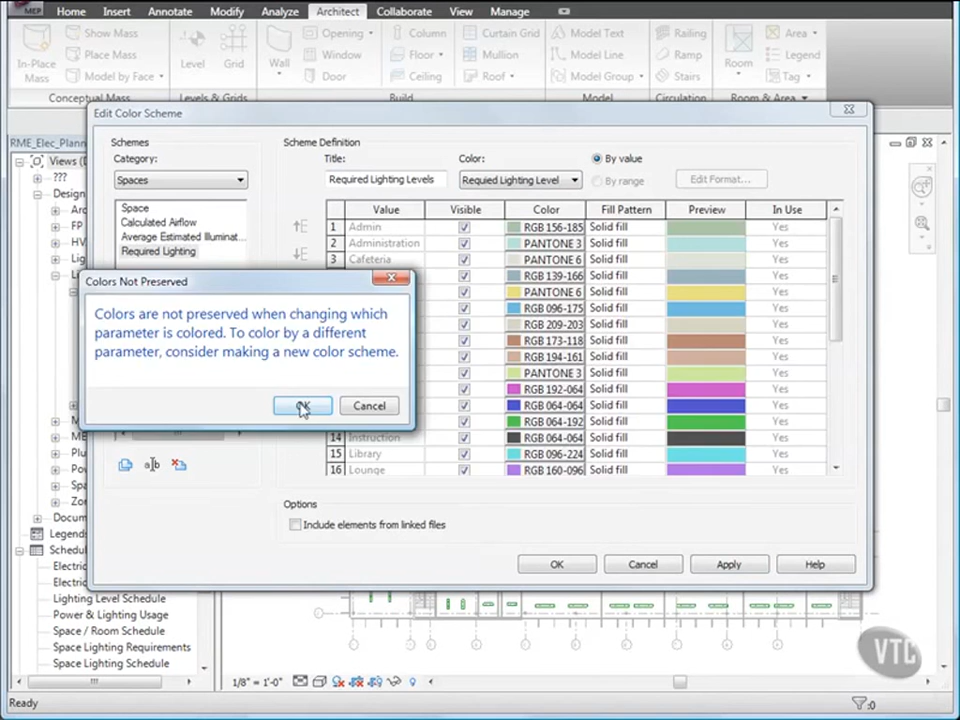 MEP
Home
Insert
Annotate
Modify
Analyze
Architect
Collaborate
View
Manage
In-Place
Mass
Show Mass
Place Mass
Model by Face
Level
Grid
Wall
Opening
Window
Door
Column
Floor
Ceiling
Curtain Grid
Mullion
Roof
Model Text
Model Line
Model Group
Railing
Ramp
Stairs
Room
Area
Legend
Tag
Conceptual Mass
Levels & Grids
Build
Model
Circulation
Room & Area
Edit Color Scheme
RME_Elec_Plann
Views (
???
Design
FP
Docum
Legends
Schedul
Electri
Electri
Lighting Level Schedule
Power & Lighting Usage
Space / Room Schedule
Space Lighting Requirements
Space Lighting Schedule
Schemes
Category:
Spaces
Space
Calculated Airflow
Average Estimated Illuminat...
Required Lighting
Scheme Definition
Title:
Required Lighting Levels
Color:
Requied Lighting Level
By value
By range
Edit Format...
Value Visible Color Fill Pattern Preview In Use
1 Admin RGB 156-185 Solid fill Yes
2 Administration PANTONE 3 Solid fill Yes
3 Cafeteria PANTONE 6 Solid fill Yes
RGB 139-166 Solid fill Yes
PANTONE 6 Solid fill Yes
RGB 096-175 Solid fill Yes
RGB 209-203 Solid fill Yes
RGB 173-118 Solid fill Yes
RGB 194-161 Solid fill Yes
PANTONE 3 Solid fill Yes
RGB 192-064 Solid fill Yes
RGB 064-064 Solid fill Yes
RGB 064-192 Solid fill Yes
14 Instruction RGB 064-064 Solid fill Yes
15 Library RGB 096-224 Solid fill Yes
16 Lounge RGB 160-096 Solid fill Yes
Colors Not Preserved
Colors are not preserved when changing which
parameter is colored. To color by a different
parameter, consider making a new color scheme.
OK
Cancel
Options
Include elements from linked files
OK
Cancel
Apply
Help
1/8" = 1'-0"
VTC
Ready
:0